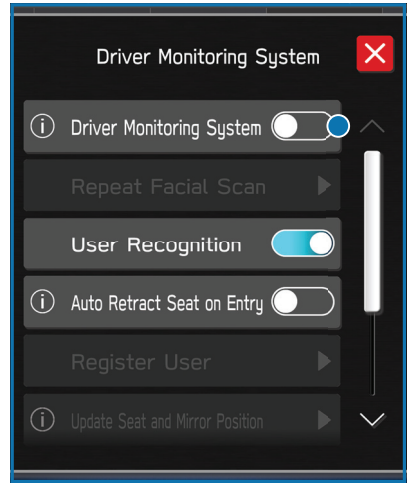 Driver Monitoring System
Driver Monitoring System
Repeat Facial Scan
User Recognition
Auto Retract Seat on Entry
Register User
Update Seat and Mirror Position